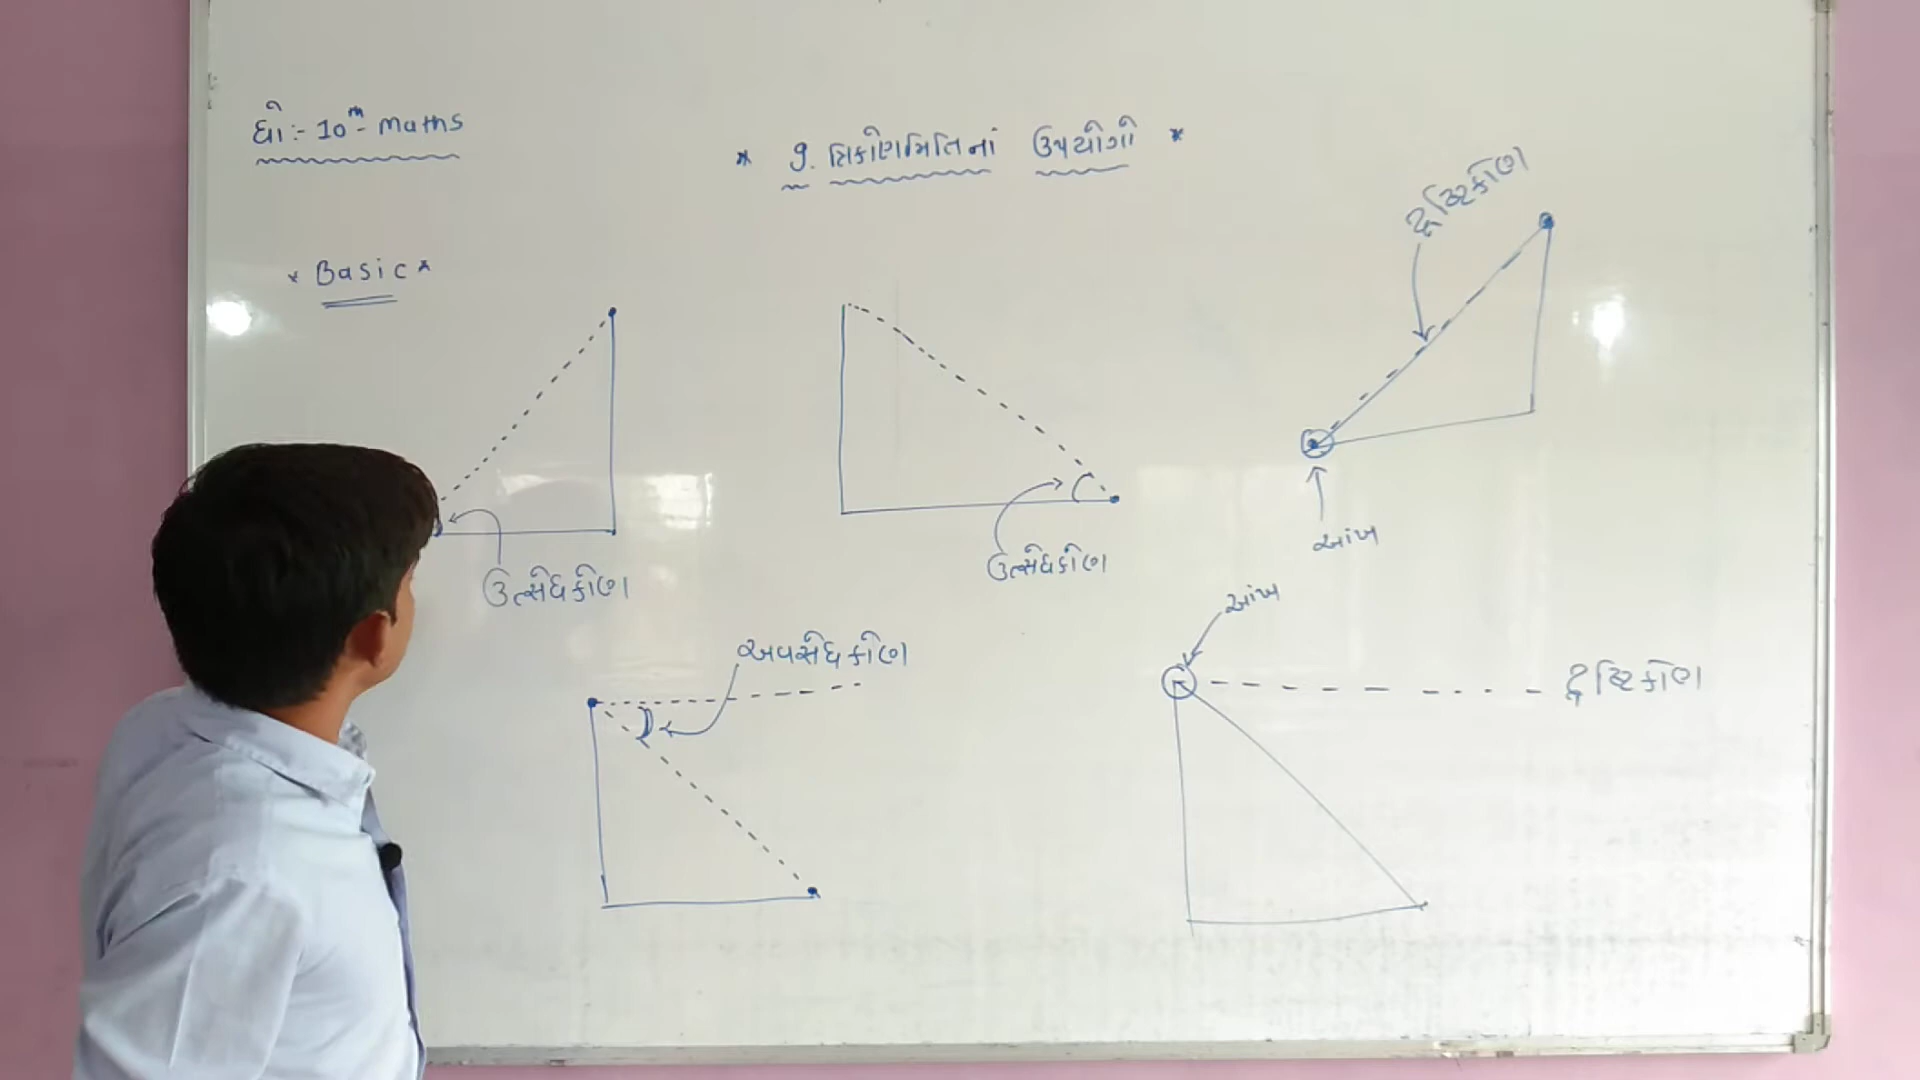 ધો:- 10th - maths
* 9. ત્રિકોણમિતિનાં ઉપયોગો *
* Basic *
દ્રષ્ટિકોણ
ઉત્સેધકોણ
ઉત્સેધકોણ
આંખ
આંખ
અવસેધકોણ
દ્રષ્ટિકોણ